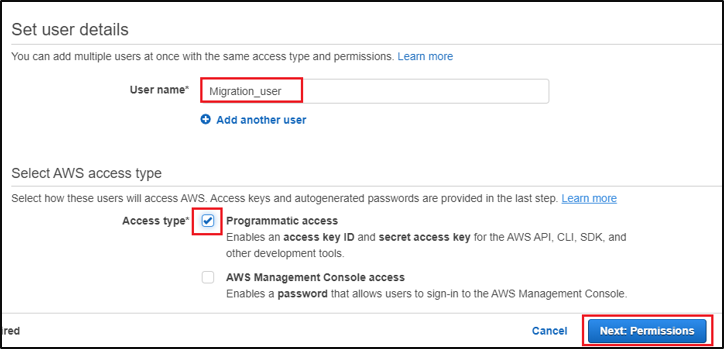 Set user details
You can add multiple users at once with the same access type and permissions. Learn more
User name* Migration_user
Add another user
Select AWS access type
Select how these users will access AWS. Access keys and autogenerated passwords are provided in the last step. Learn more
Access type* Programmatic access
Enables an access key ID and secret access key for the AWS API, CLI, SDK, and
other development tools.
AWS Management Console access
Enables a password that allows users to sign-in to the AWS Management Console.
ired Cancel Next: Permissions